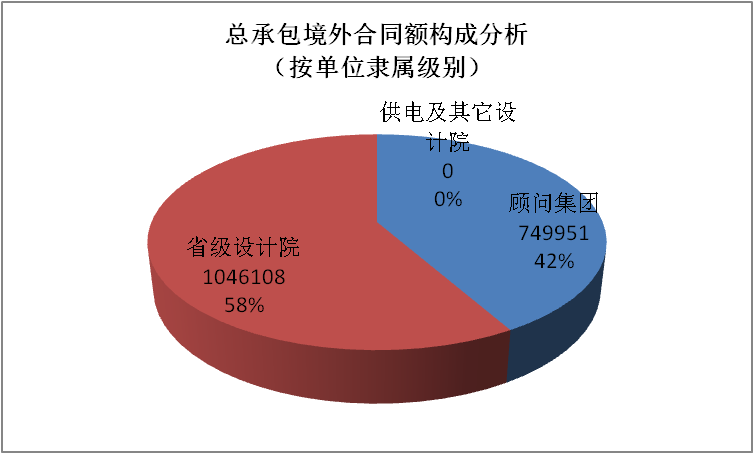 总承包境外合同额构成分析
（按单位隶属级别）
供电及其它设
计院
0
0%
顾问集团
749951
42%
省级设计院
1046108
58%